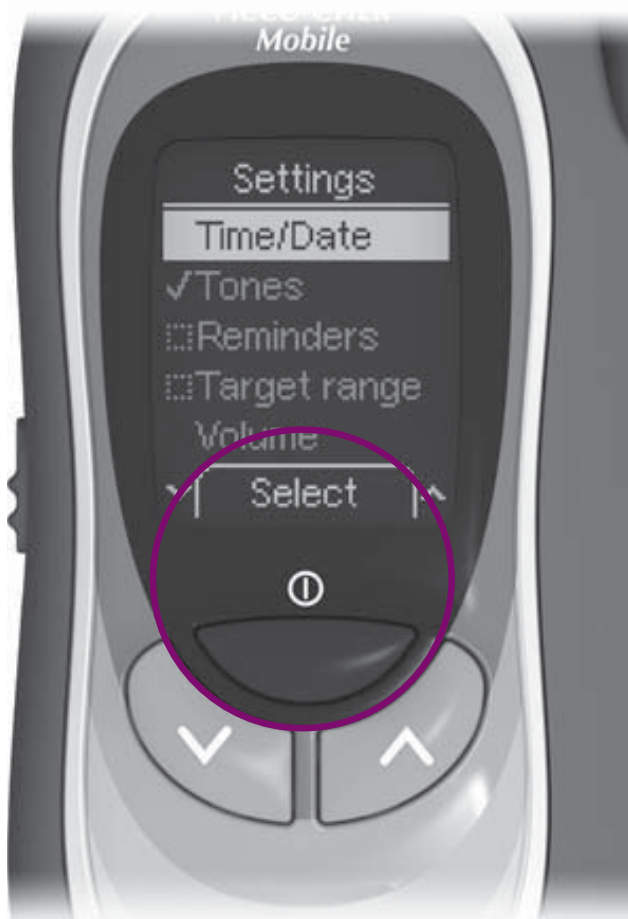 Mobile
Settings
Time/Date
✓Tones
Reminders
Target range
Volume
Select